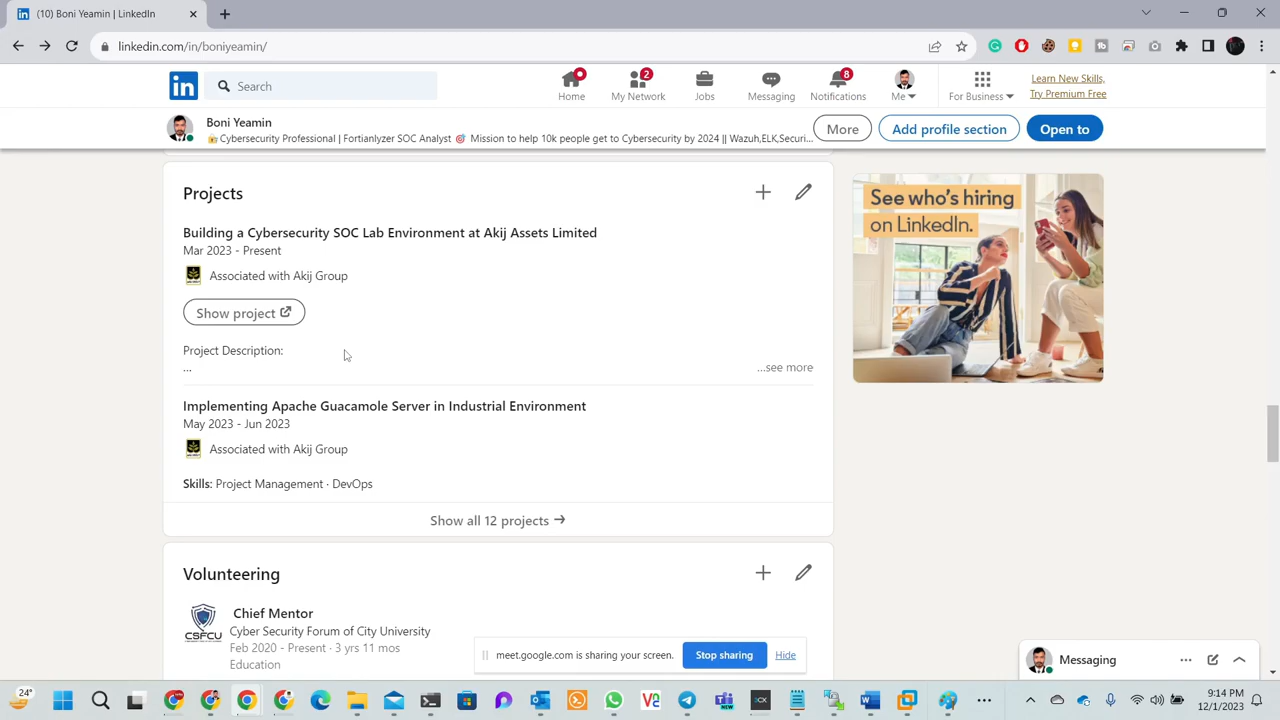 (10) Boni Yeamin | LinkedIn
linkedin.com/in/boniyeamin/
Search
Home
2
My Network
Jobs
Messaging
8
Notifications
Me
For Business
Learn New Skills,
Try Premium Free
Boni Yeamin
Cybersecurity Professional | Fortianlyzer SOC Analyst 🎯 Mission to help 10k people get to Cybersecurity by 2024 || Wazuh,ELK,Securi...
More
Add profile section
Open to
Projects
Building a Cybersecurity SOC Lab Environment at Akij Assets Limited
Mar 2023 - Present
Associated with Akij Group
Show project
Project Description:
...
...see more
Implementing Apache Guacamole Server in Industrial Environment
May 2023 - Jun 2023
Associated with Akij Group
Skills: Project Management · DevOps
Show all 12 projects →
See who's hiring
on LinkedIn.
Volunteering
CSFCU
Chief Mentor
Cyber Security Forum of City University
Feb 2020 - Present · 3 yrs 11 mos
Education
meet.google.com is sharing your screen.
Stop sharing
Hide
Messaging
24°
9:14 PM
12/1/2023